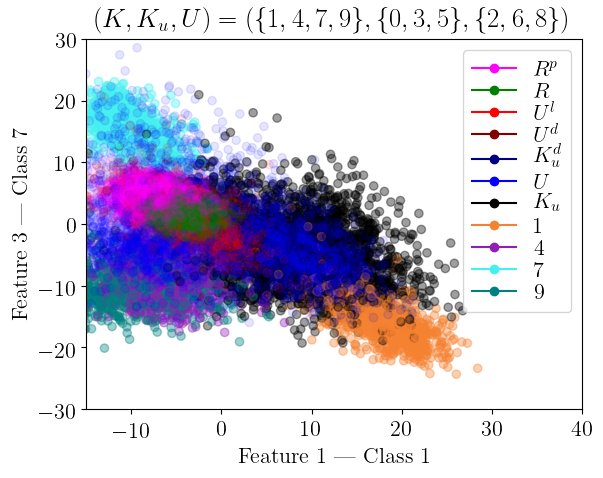 (K, K_u, U) = ({1, 4, 7, 9}, {0, 3, 5}, {2, 6, 8})
30
20
10
0
−10
−20
−30
Feature 3 — Class 7
R^p
R
U^l
U^d
K_u^d
U
K_u
1
4
7
9
−10
0
10
20
30
40
Feature 1 — Class 1